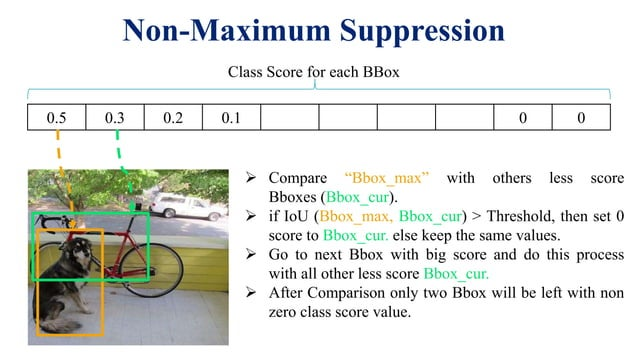 Non-Maximum Suppression
Class Score for each BBox
0.5 0.3 0.2 0.1 0 0
➢ Compare “Bbox_max” with others less score
Bboxes (Bbox_cur).
➢ if IoU (Bbox_max, Bbox_cur) > Threshold, then set 0
score to Bbox_cur. else keep the same values.
➢ Go to next Bbox with big score and do this process
with all other less score Bbox_cur.
➢ After Comparison only two Bbox will be left with non
zero class score value.